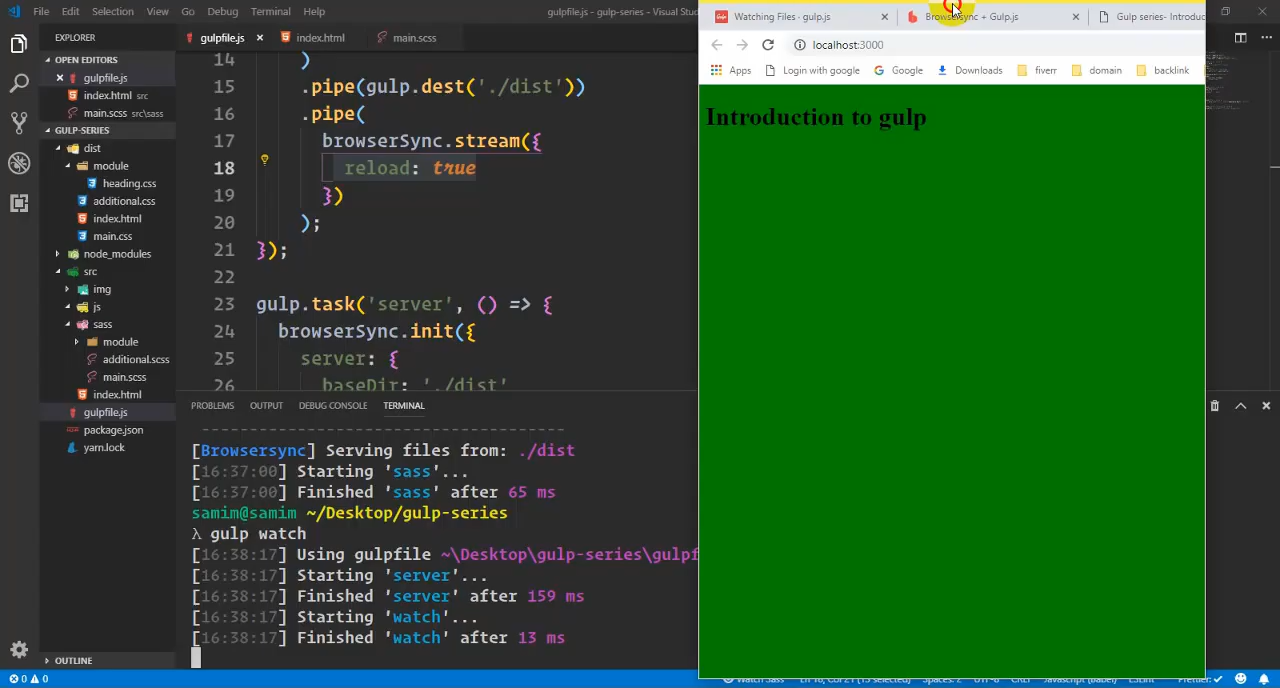 File Edit Selection View Go Debug Terminal Help
gulpfile.js - gulp-series - Visual Stu
EXPLORER
OPEN EDITORS
gulpfile.js
index.html src
main.scss src\sass
GULP-SERIES
dist
module
heading.css
additional.css
index.html
main.css
node_modules
src
img
js
sass
module
additional.scss
main.scss
index.html
gulpfile.js
package.json
yarn.lock
OUTLINE
gulpfile.js index.html main.scss
14 )
15 .pipe(gulp.dest('./dist'))
16 .pipe(
17 browserSync.stream({
18 reload: true
19 })
20 );
21 });
22
23 gulp.task('server', () => {
24 browserSync.init({
25 server: {
26 baseDir: './dist'
PROBLEMS OUTPUT DEBUG CONSOLE TERMINAL
-------------------------------------
[Browsersync] Serving files from: ./dist
[16:37:00] Starting 'sass'...
[16:37:00] Finished 'sass' after 65 ms
samim@samim ~/Desktop/gulp-series
λ gulp watch
[16:38:17] Using gulpfile ~\Desktop\gulp-series\gulpf
[16:38:17] Starting 'server'...
[16:38:17] Finished 'server' after 159 ms
[16:38:17] Starting 'watch'...
[16:38:17] Finished 'watch' after 13 ms
Watching Files · gulp.js
Browsersync + Gulp.js
Gulp series- Introduc
localhost:3000
Apps Login with google Google Downloads fiverr domain backlink
Introduction to gulp
0 0